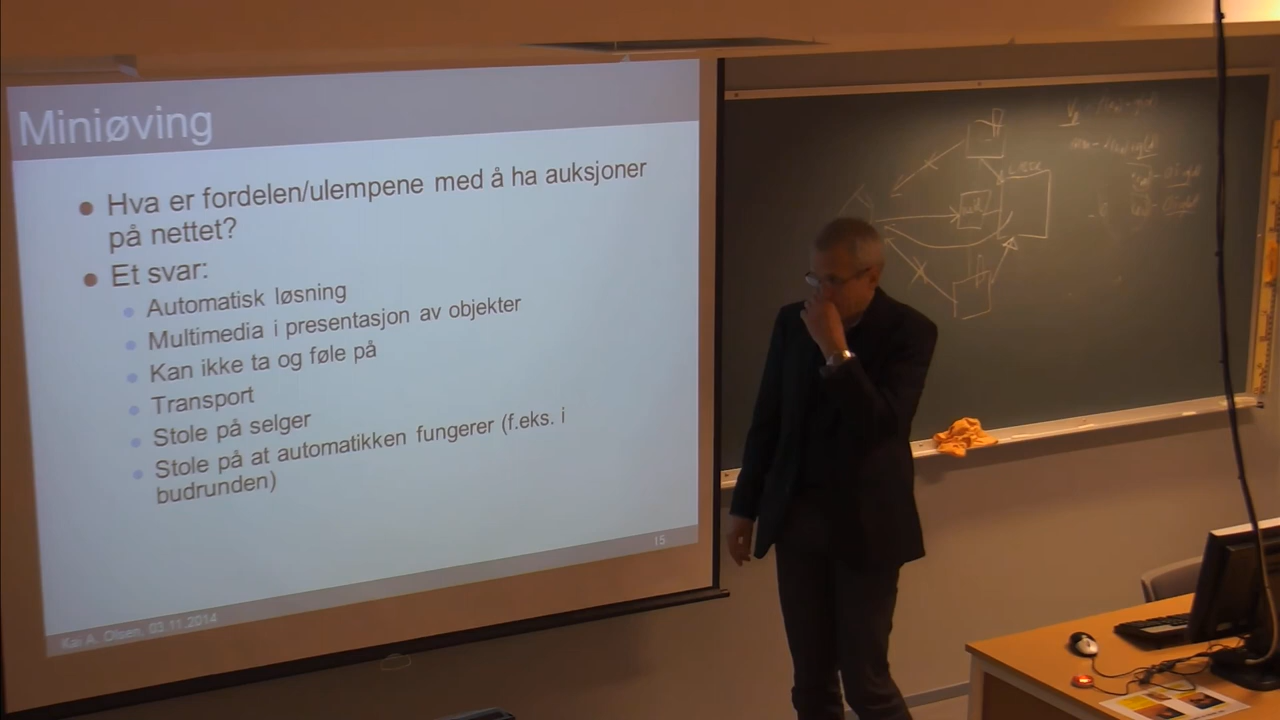 Miniøving
Hva er fordelen/ulempene med å ha auksjoner
på nettet?
Et svar:
Automatisk løsning
Multimedia i presentasjon av objekter
Kan ikke ta og føle på
Transport
Stole på selger
Stole på at automatikken fungerer (f.eks. i
budrunden)
15
Kai A. Olsen, 03.11.2014